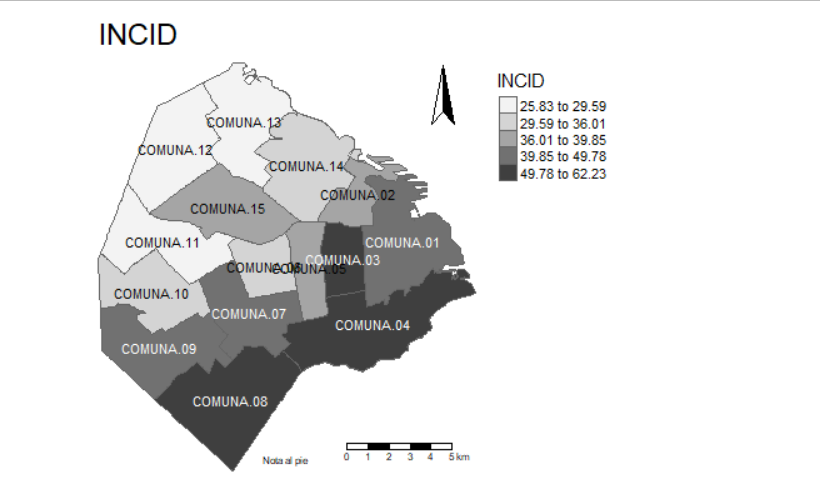 INCID
INCID
25.83 to 29.59
29.59 to 36.01
36.01 to 39.85
39.85 to 49.78
49.78 to 62.23
COMUNA.13
COMUNA.12
COMUNA.14
COMUNA.02
COMUNA.15
COMUNA.11
COMUNA.01
COMUNA.03
COMUNA.06
COMUNA.05
COMUNA.10
COMUNA.07
COMUNA.04
COMUNA.09
COMUNA.08
Nota al pie
0 1 2 3 4 5 km